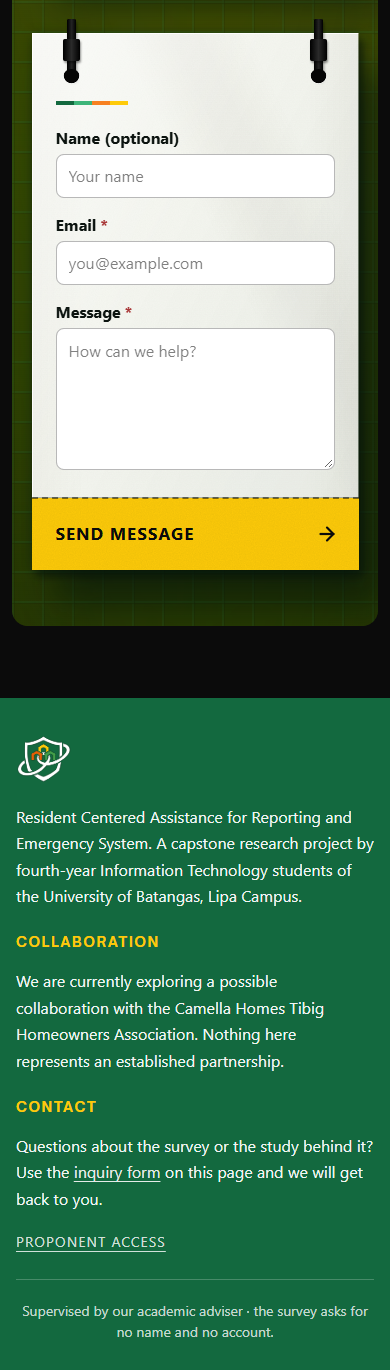 Name (optional)
Your name
Email *
you@example.com
Message *
How can we help?
SEND MESSAGE
Resident Centered Assistance for Reporting and
Emergency System. A capstone research project by
fourth-year Information Technology students of
the University of Batangas, Lipa Campus.
COLLABORATION
We are currently exploring a possible
collaboration with the Camella Homes Tibig
Homeowners Association. Nothing here
represents an established partnership.
CONTACT
Questions about the survey or the study behind it?
Use the inquiry form on this page and we will get
back to you.
PROPONENT ACCESS
Supervised by our academic adviser · the survey asks for
no name and no account.